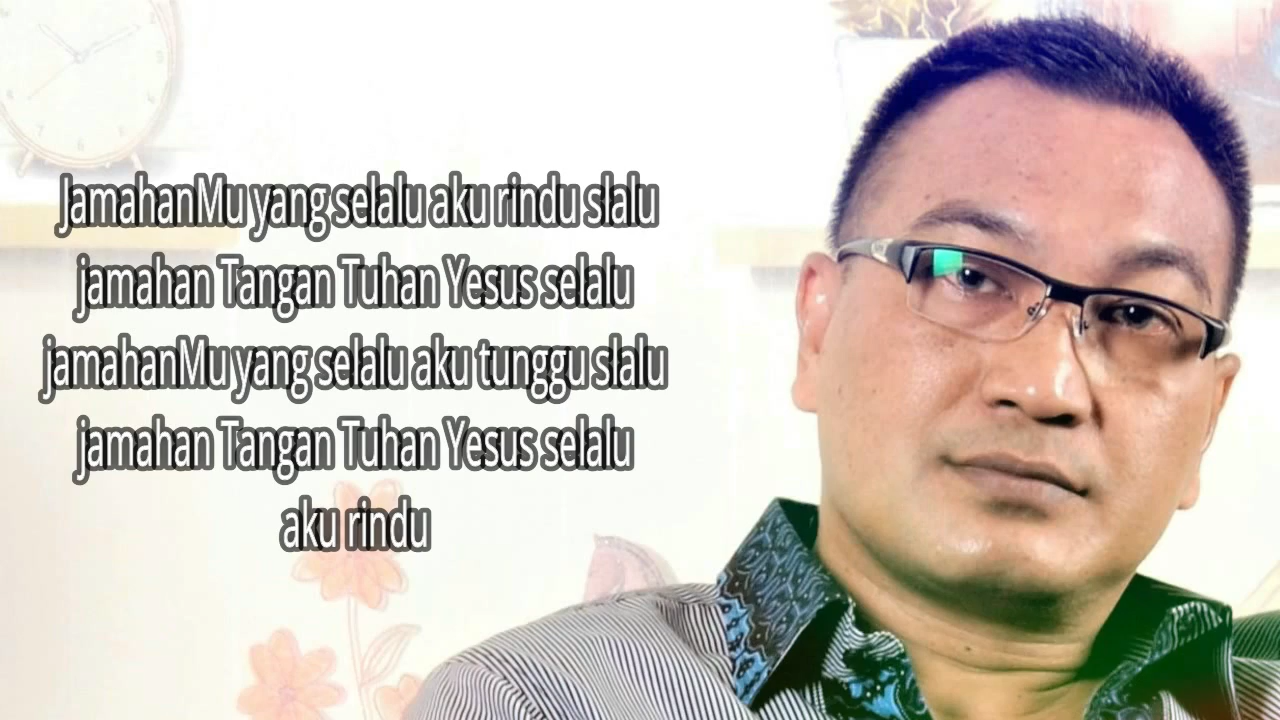 JamahanMu yang selalu aku rindu slalu
jamahan Tangan Tuhan Yesus selalu
jamahanMu yang selalu aku tunggu slalu
jamahan Tangan Tuhan Yesus selalu
aku rindu